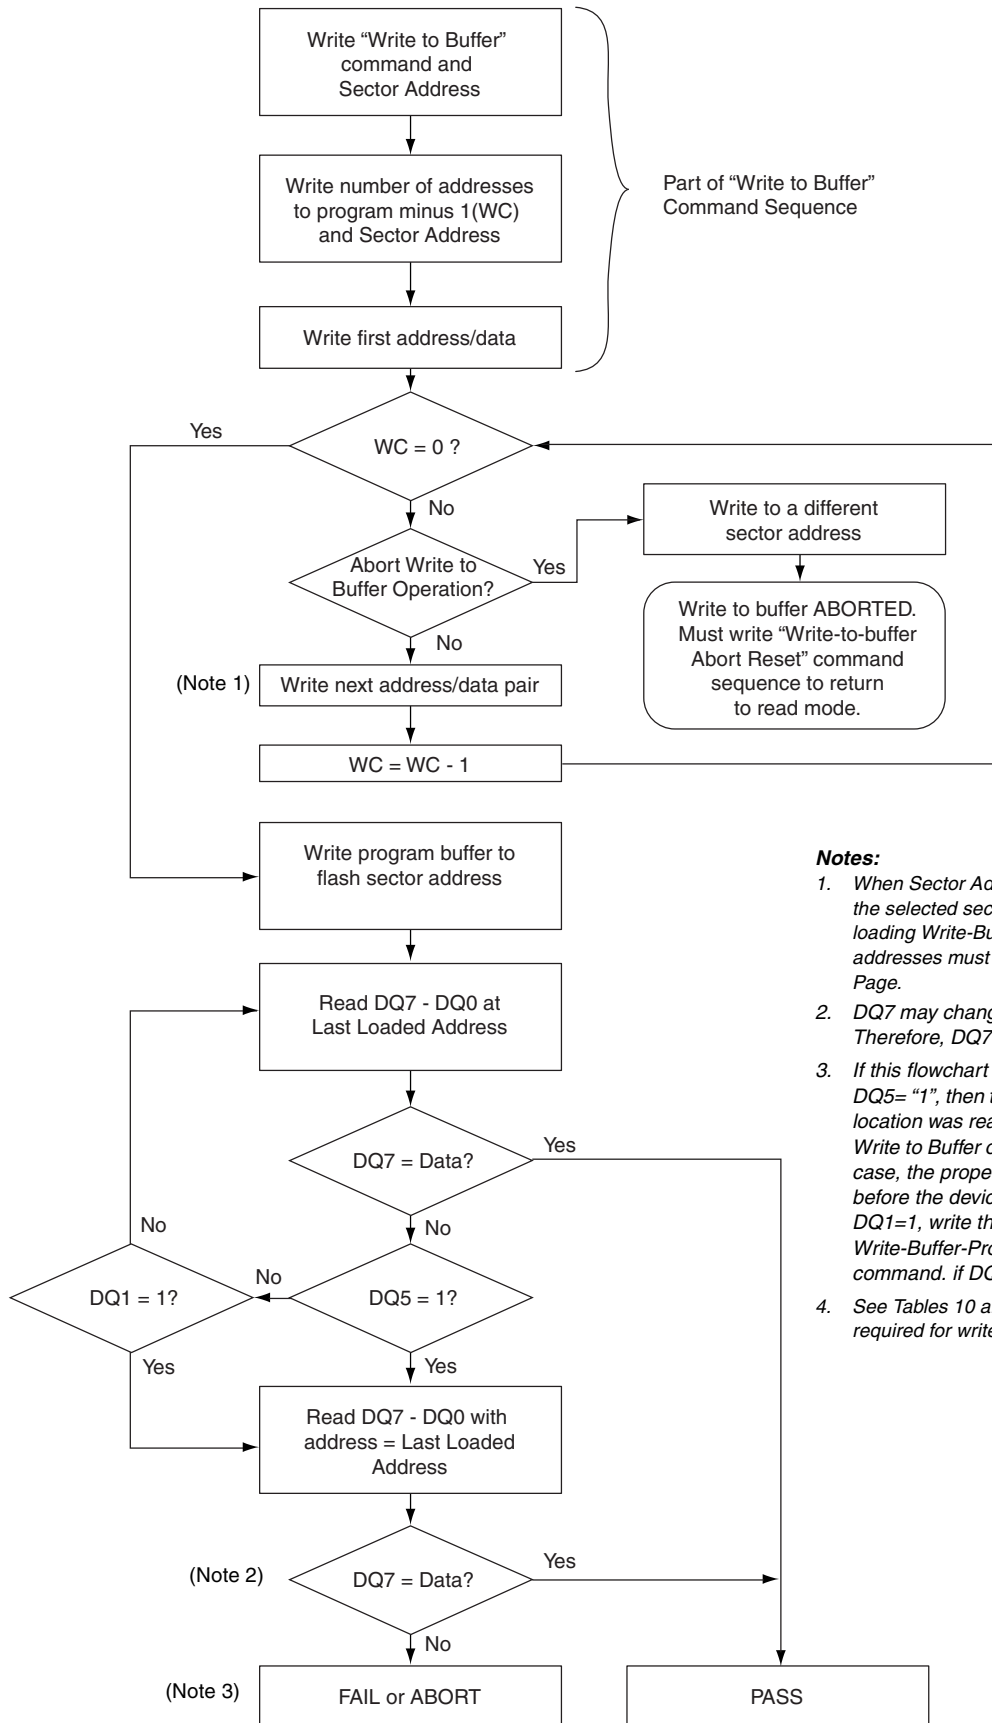 Write “Write to Buffer”
command and
Sector Address
Write number of addresses
to program minus 1(WC)
and Sector Address
Part of “Write to Buffer”
Command Sequence
Write first address/data
Yes
WC = 0 ?
No
Write to a different
sector address
Abort Write to
Buffer Operation?
Yes
No
Write to buffer ABORTED.
Must write “Write-to-buffer
Abort Reset” command
sequence to return
to read mode.
(Note 1)
Write next address/data pair
WC = WC - 1
Write program buffer to
flash sector address
Notes:
1. When Sector Ad
the selected sec
loading Write-Bu
addresses must
Page.
2. DQ7 may chang
Therefore, DQ7
3. If this flowchart
DQ5= “1”, then t
location was rea
Write to Buffer o
case, the prope
before the devic
DQ1=1, write th
Write-Buffer-Pro
command. if DQ
4. See Tables 10 a
required for write
Read DQ7 - DQ0 at
Last Loaded Address
DQ7 = Data?
Yes
No
No
DQ1 = 1?
No
DQ5 = 1?
Yes
Yes
Read DQ7 - DQ0 with
address = Last Loaded
Address
(Note 2)
DQ7 = Data?
Yes
No
(Note 3)
FAIL or ABORT
PASS